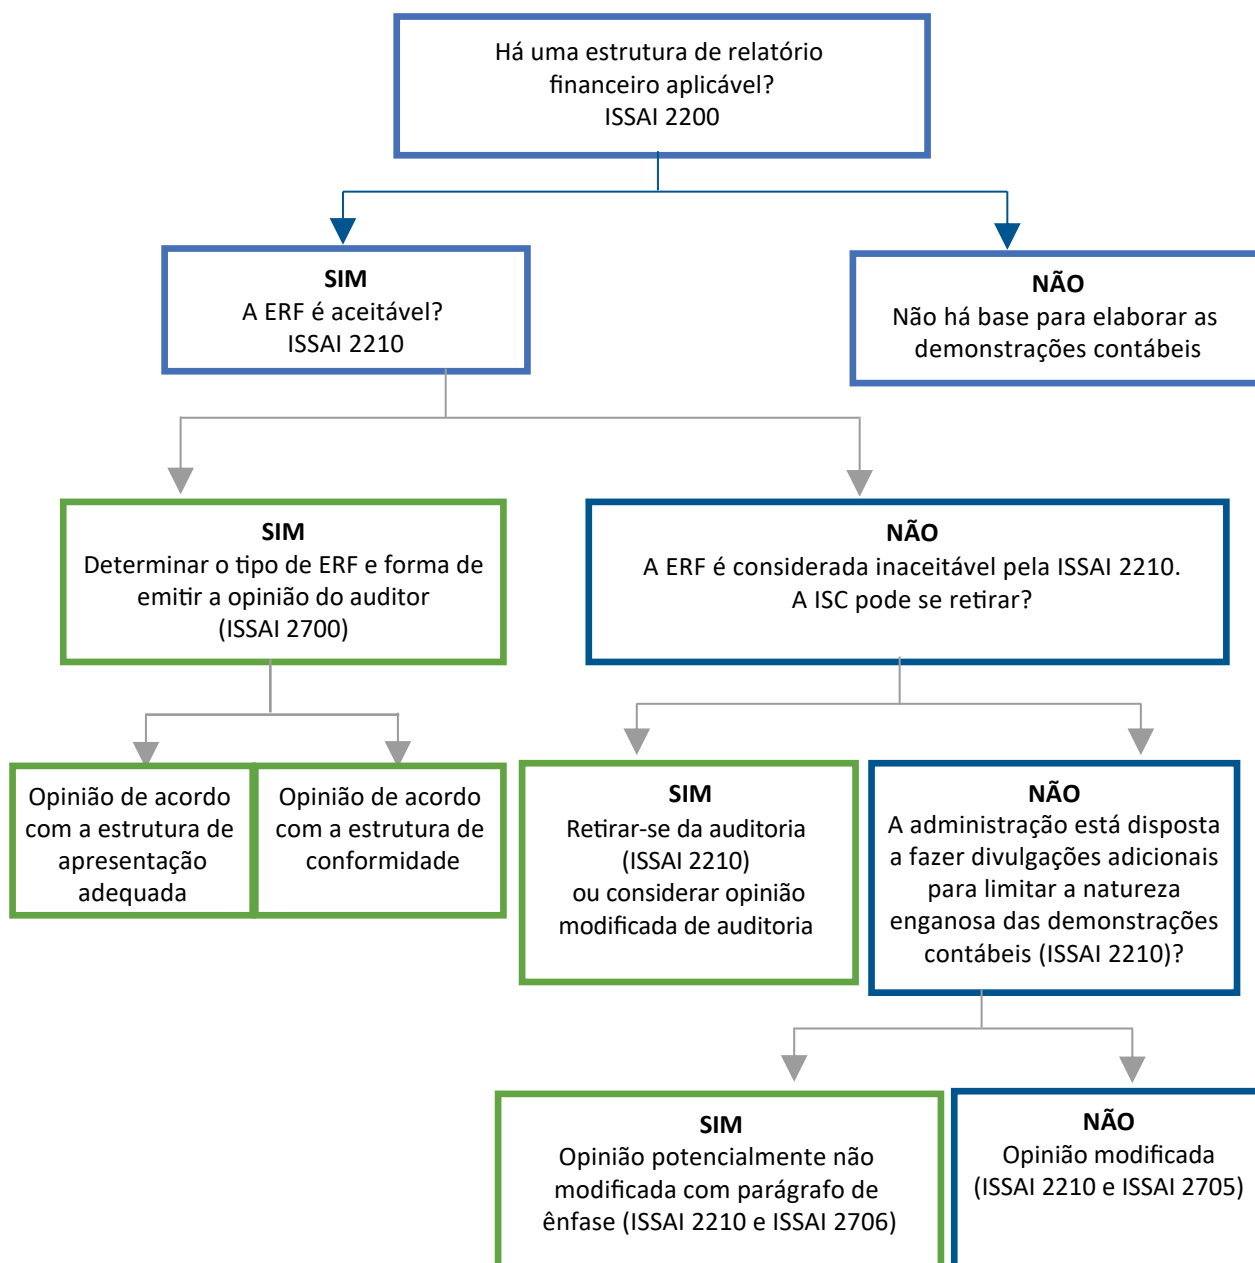 Há uma estrutura de relatório
financeiro aplicável?
ISSAI 2200
SIM
A ERF é aceitável?
ISSAI 2210
NÃO
Não há base para elaborar as
demonstrações contábeis
SIM
Determinar o tipo de ERF e forma de
emitir a opinião do auditor
(ISSAI 2700)
NÃO
A ERF é considerada inaceitável pela ISSAI 2210.
A ISC pode se retirar?
Opinião de acordo
com a estrutura de
apresentação
adequada
Opinião de acordo
com a estrutura de
conformidade
SIM
Retirar-se da auditoria
(ISSAI 2210)
ou considerar opinião
modificada de auditoria
NÃO
A administração está disposta
a fazer divulgações adicionais
para limitar a natureza
enganosa das demonstrações
contábeis (ISSAI 2210)?
SIM
Opinião potencialmente não
modificada com parágrafo de
ênfase (ISSAI 2210 e ISSAI 2706)
NÃO
Opinião modificada
(ISSAI 2210 e ISSAI 2705)